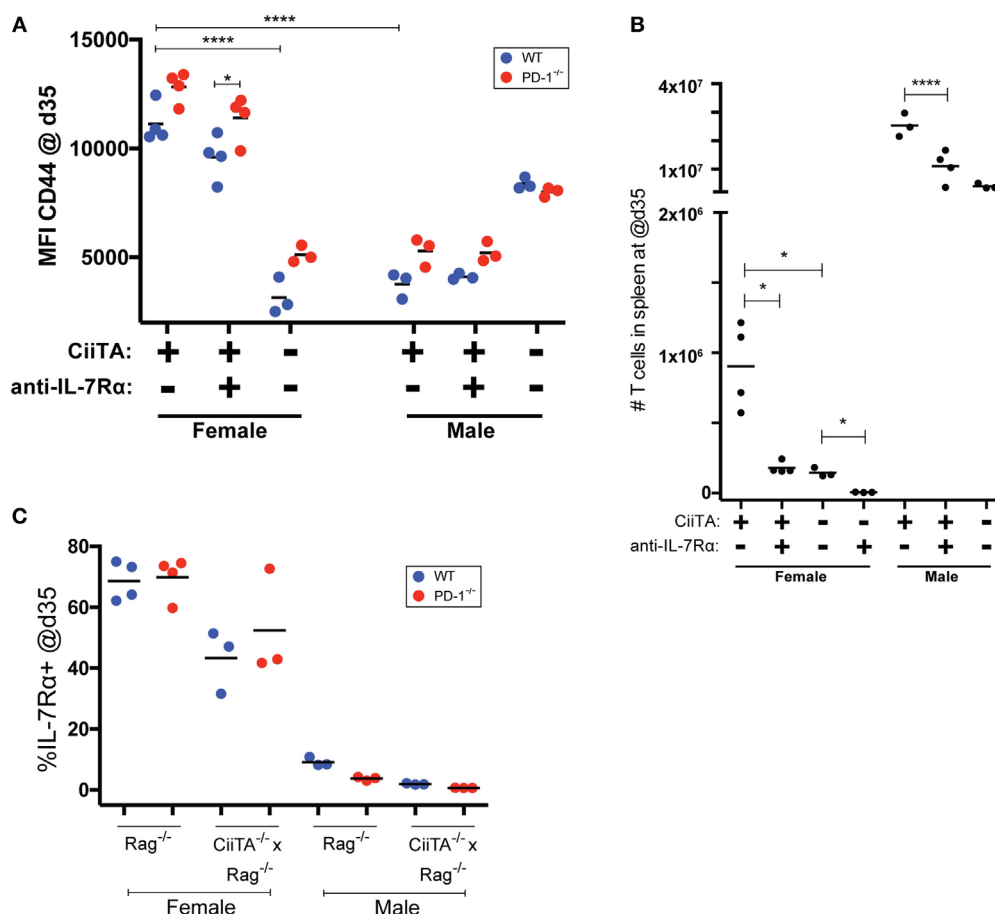 A
****
****
*
15000
10000
5000
MFI CD44 @ d35
WT
PD-1-/-
CiiTA: + + - + + -
anti-IL-7Rα: - + - - + -
Female Male
B
4x10⁷
1x10⁷
2x10⁶
1x10⁶
0
# T cells in spleen at @d35
****
*
*
*
CiiTA: + + - - + + -
anti-IL-7Rα: - + - + - + -
Female Male
C
80
60
40
20
0
%IL-7Rα+ @d35
WT
PD-1-/-
Rag-/- CiiTA-/- x Rag-/- CiiTA-/- x
Rag-/- Rag-/-
Female Male